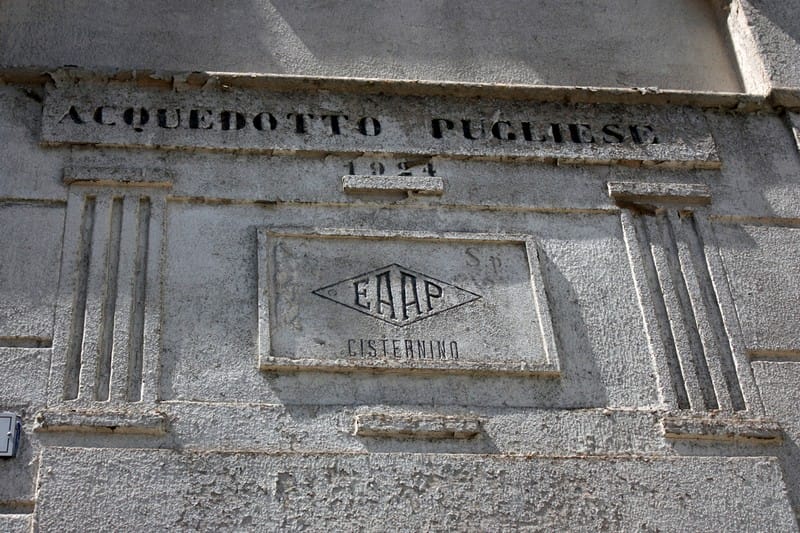 ACQUEDOTTO PUGLIESE
1924
S.p.
EAAP
CISTERNINO